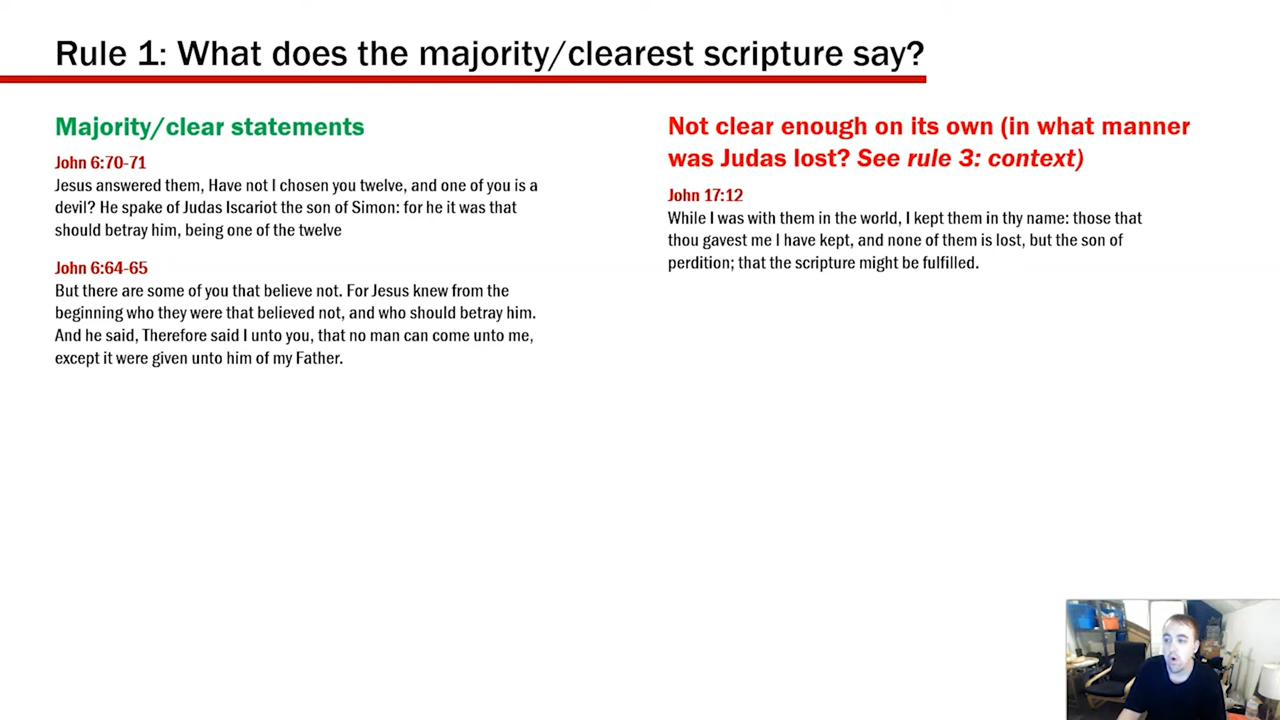 Rule 1: What does the majority/clearest scripture say?
Majority/clear statements
John 6:70-71
Jesus answered them, Have not I chosen you twelve, and one of you is a
devil? He spake of Judas Iscariot the son of Simon: for he it was that
should betray him, being one of the twelve
John 6:64-65
But there are some of you that believe not. For Jesus knew from the
beginning who they were that believed not, and who should betray him.
And he said, Therefore said I unto you, that no man can come unto me,
except it were given unto him of my Father.
Not clear enough on its own (in what manner
was Judas lost? See rule 3: context)
John 17:12
While I was with them in the world, I kept them in thy name: those that
thou gavest me I have kept, and none of them is lost, but the son of
perdition; that the scripture might be fulfilled.